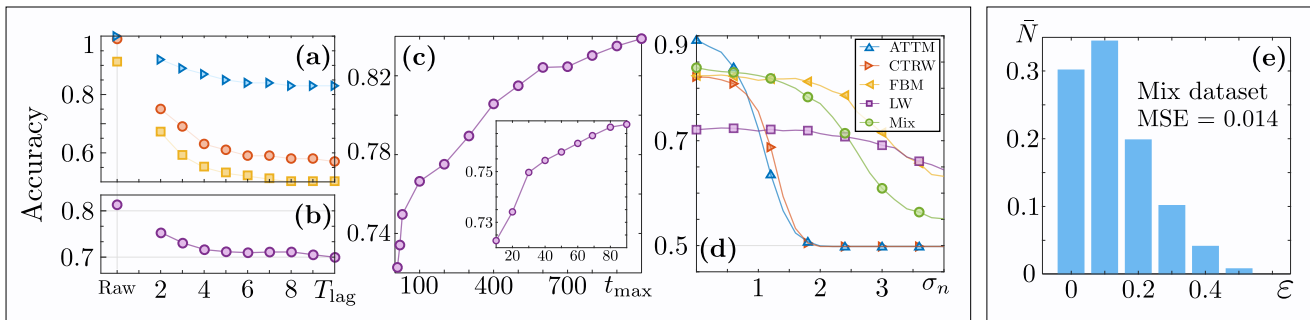 Accuracy
1
0.8
0.6
(a)
0.8
0.7
(b)
Raw
2
4
6
8
T_lag
0.82
0.78
0.74
(c)
100
400
700
t_max
0.75
0.73
20
40
60
80
0.9
0.7
0.5
(d)
ATTM
CTRW
FBM
LW
Mix
1
2
3
σ_n
N̄
0.3
0.2
0.1
0
(e)
Mix dataset
MSE = 0.014
0
0.2
0.4
ε